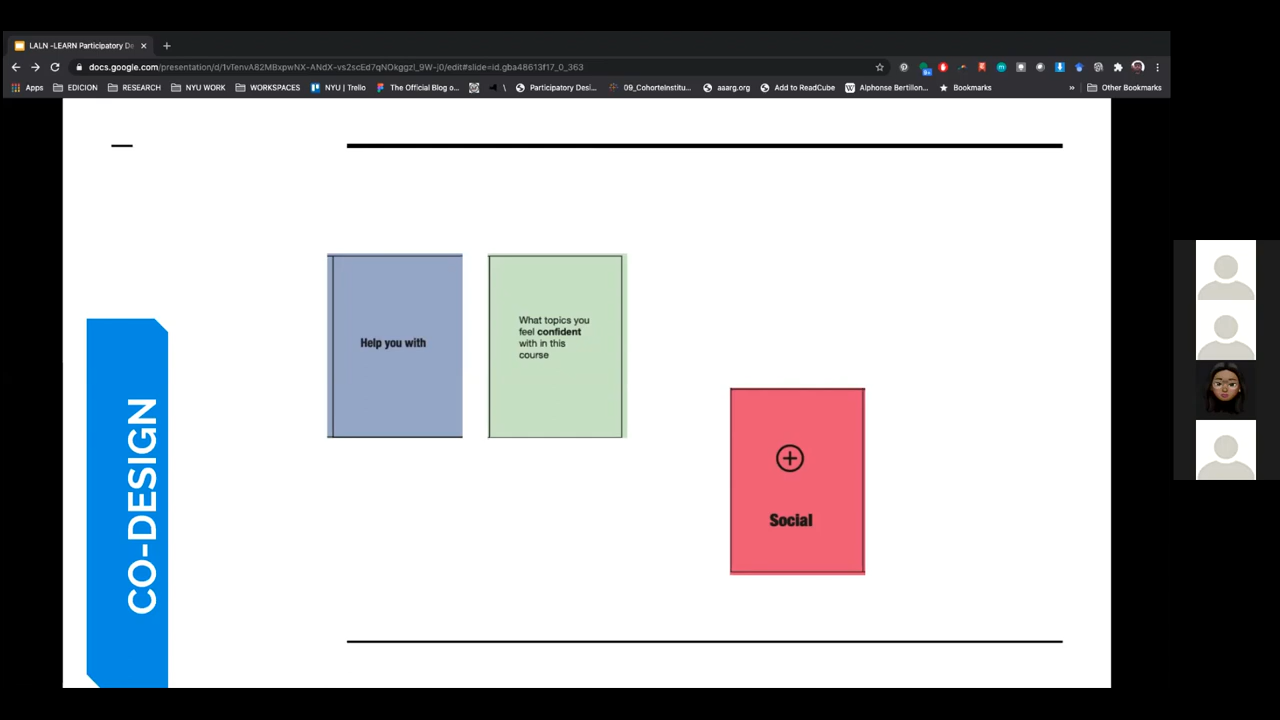 LALN -LEARN Participatory De
docs.google.com/presentation/d/1vTenvA82MBxpwNX-ANdX-vs2scEd7qNOkggzl_9W-j0/edit#slide=id.gba48613f17_0_363
Apps EDICION RESEARCH NYU WORK WORKSPACES NYU | Trello The Official Blog o... \ Participatory Desi... 09_CohorteInstitu... aaarg.org Add to ReadCube Alphonse Bertillon... Bookmarks » Other Bookmarks
CO-DESIGN
Help you with
What topics you
feel confident
with in this
course
Social